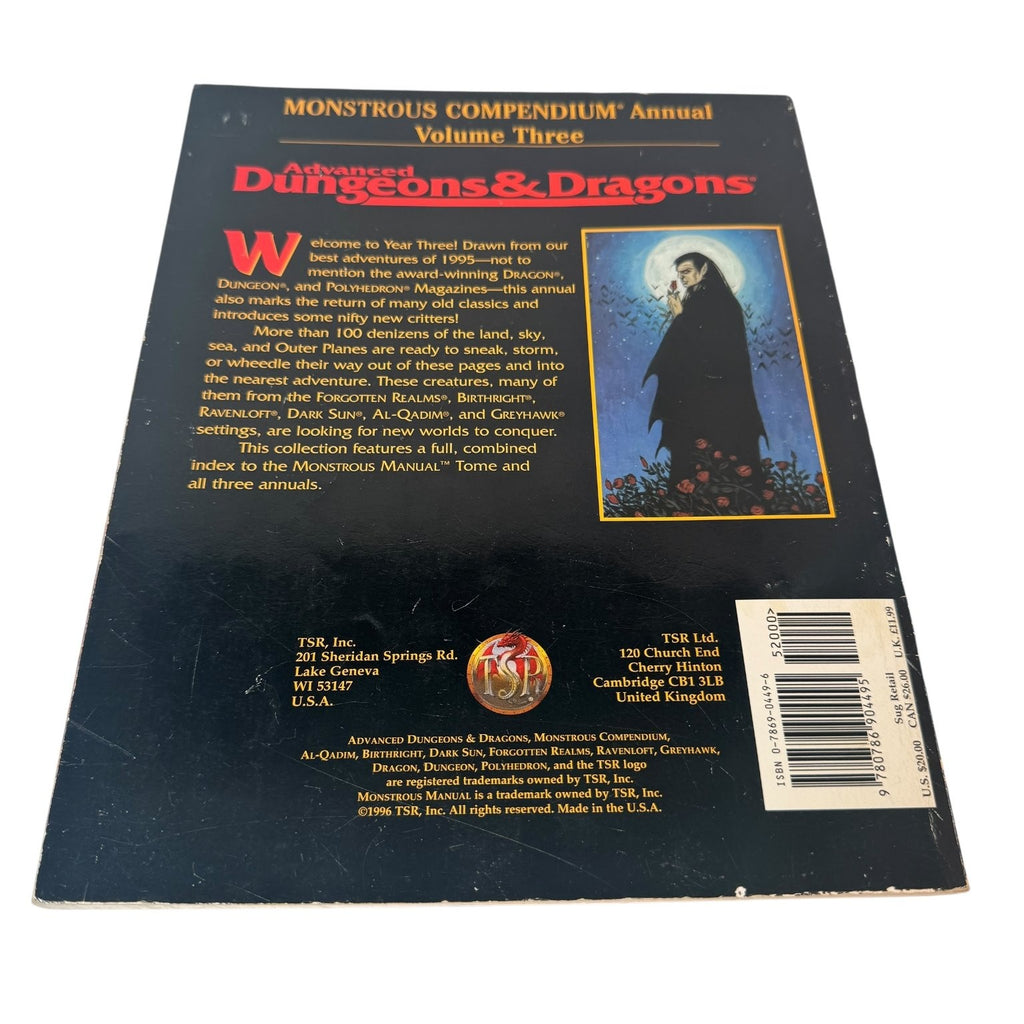 MONSTROUS COMPENDIUM® Annual
Volume Three
Advanced
Dungeons & Dragons®
Welcome to Year Three! Drawn from our
best adventures of 1995—not to
mention the award-winning DRAGON®,
DUNGEON®, and POLYHEDRON® Magazines—this annual
also marks the return of many old classics and
introduces some nifty new critters!
More than 100 denizens of the land, sky,
sea, and Outer Planes are ready to sneak, storm,
or wheedle their way out of these pages and into
the nearest adventure. These creatures, many of
them from the FORGOTTEN REALMS®, BIRTHRIGHT®,
RAVENLOFT®, DARK SUN®, AL-QADIM®, and GREYHAWK®
settings, are looking for new worlds to conquer.
This collection features a full, combined
index to the MONSTROUS MANUAL™ Tome and
all three annuals.
TSR, Inc.
201 Sheridan Springs Rd.
Lake Geneva
WI 53147
U.S.A.
TSR®
TSR Ltd.
120 Church End
Cherry Hinton
Cambridge CB1 3LB
United Kingdom
ADVANCED DUNGEONS & DRAGONS, MONSTROUS COMPENDIUM,
AL-QADIM, BIRTHRIGHT, DARK SUN, FORGOTTEN REALMS, RAVENLOFT, GREYHAWK,
DRAGON, DUNGEON, POLYHEDRON, and the TSR logo
are registered trademarks owned by TSR, Inc.
MONSTROUS MANUAL is a trademark owned by TSR, Inc.
©1996 TSR, Inc. All rights reserved. Made in the U.S.A.
ISBN 0-7869-0449-6
52000>
9 780786 904495
Sug Retail
U.S. $20.00 CAN $26.00 U.K. £11.99